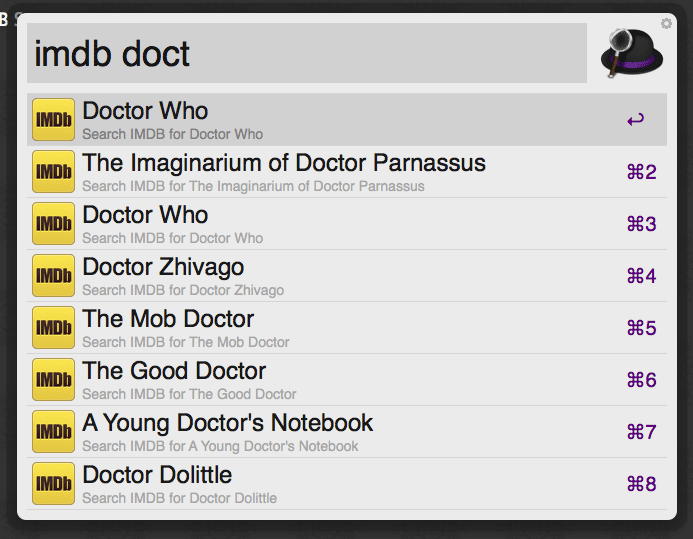 B S
imdb doct
IMDb
Doctor Who
Search IMDB for Doctor Who
↩
IMDb
The Imaginarium of Doctor Parnassus
Search IMDB for The Imaginarium of Doctor Parnassus
⌘2
IMDb
Doctor Who
Search IMDB for Doctor Who
⌘3
IMDb
Doctor Zhivago
Search IMDB for Doctor Zhivago
⌘4
IMDb
The Mob Doctor
Search IMDB for The Mob Doctor
⌘5
IMDb
The Good Doctor
Search IMDB for The Good Doctor
⌘6
IMDb
A Young Doctor's Notebook
Search IMDB for A Young Doctor's Notebook
⌘7
IMDb
Doctor Dolittle
Search IMDB for Doctor Dolittle
⌘8